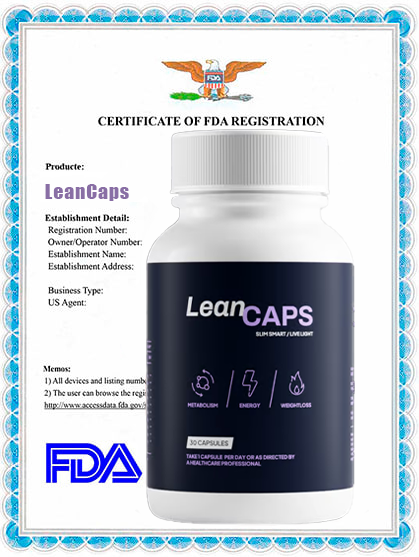 FDA
CERTIFICATE OF FDA REGISTRATION
Producte:
LeanCaps
Establishment Detail:
Registration Number:
Owner/Operator Number:
Establishment Name:
Establishment Address:
Business Type:
US Agent:
Memos:
1) All devices and listing
2) The user can browse the
http://www.accessdata.fda.gov/
FDA
Lean CAPS
SLIM SMART / LIVE LIGHT
METABOLISM
ENERGY
WEIGHTLOSS
30 CAPSULES
TAKE 1 CAPSULE PER DAY OR AS DIRECTED BY
A HEALTHCARE PROFESSIONAL